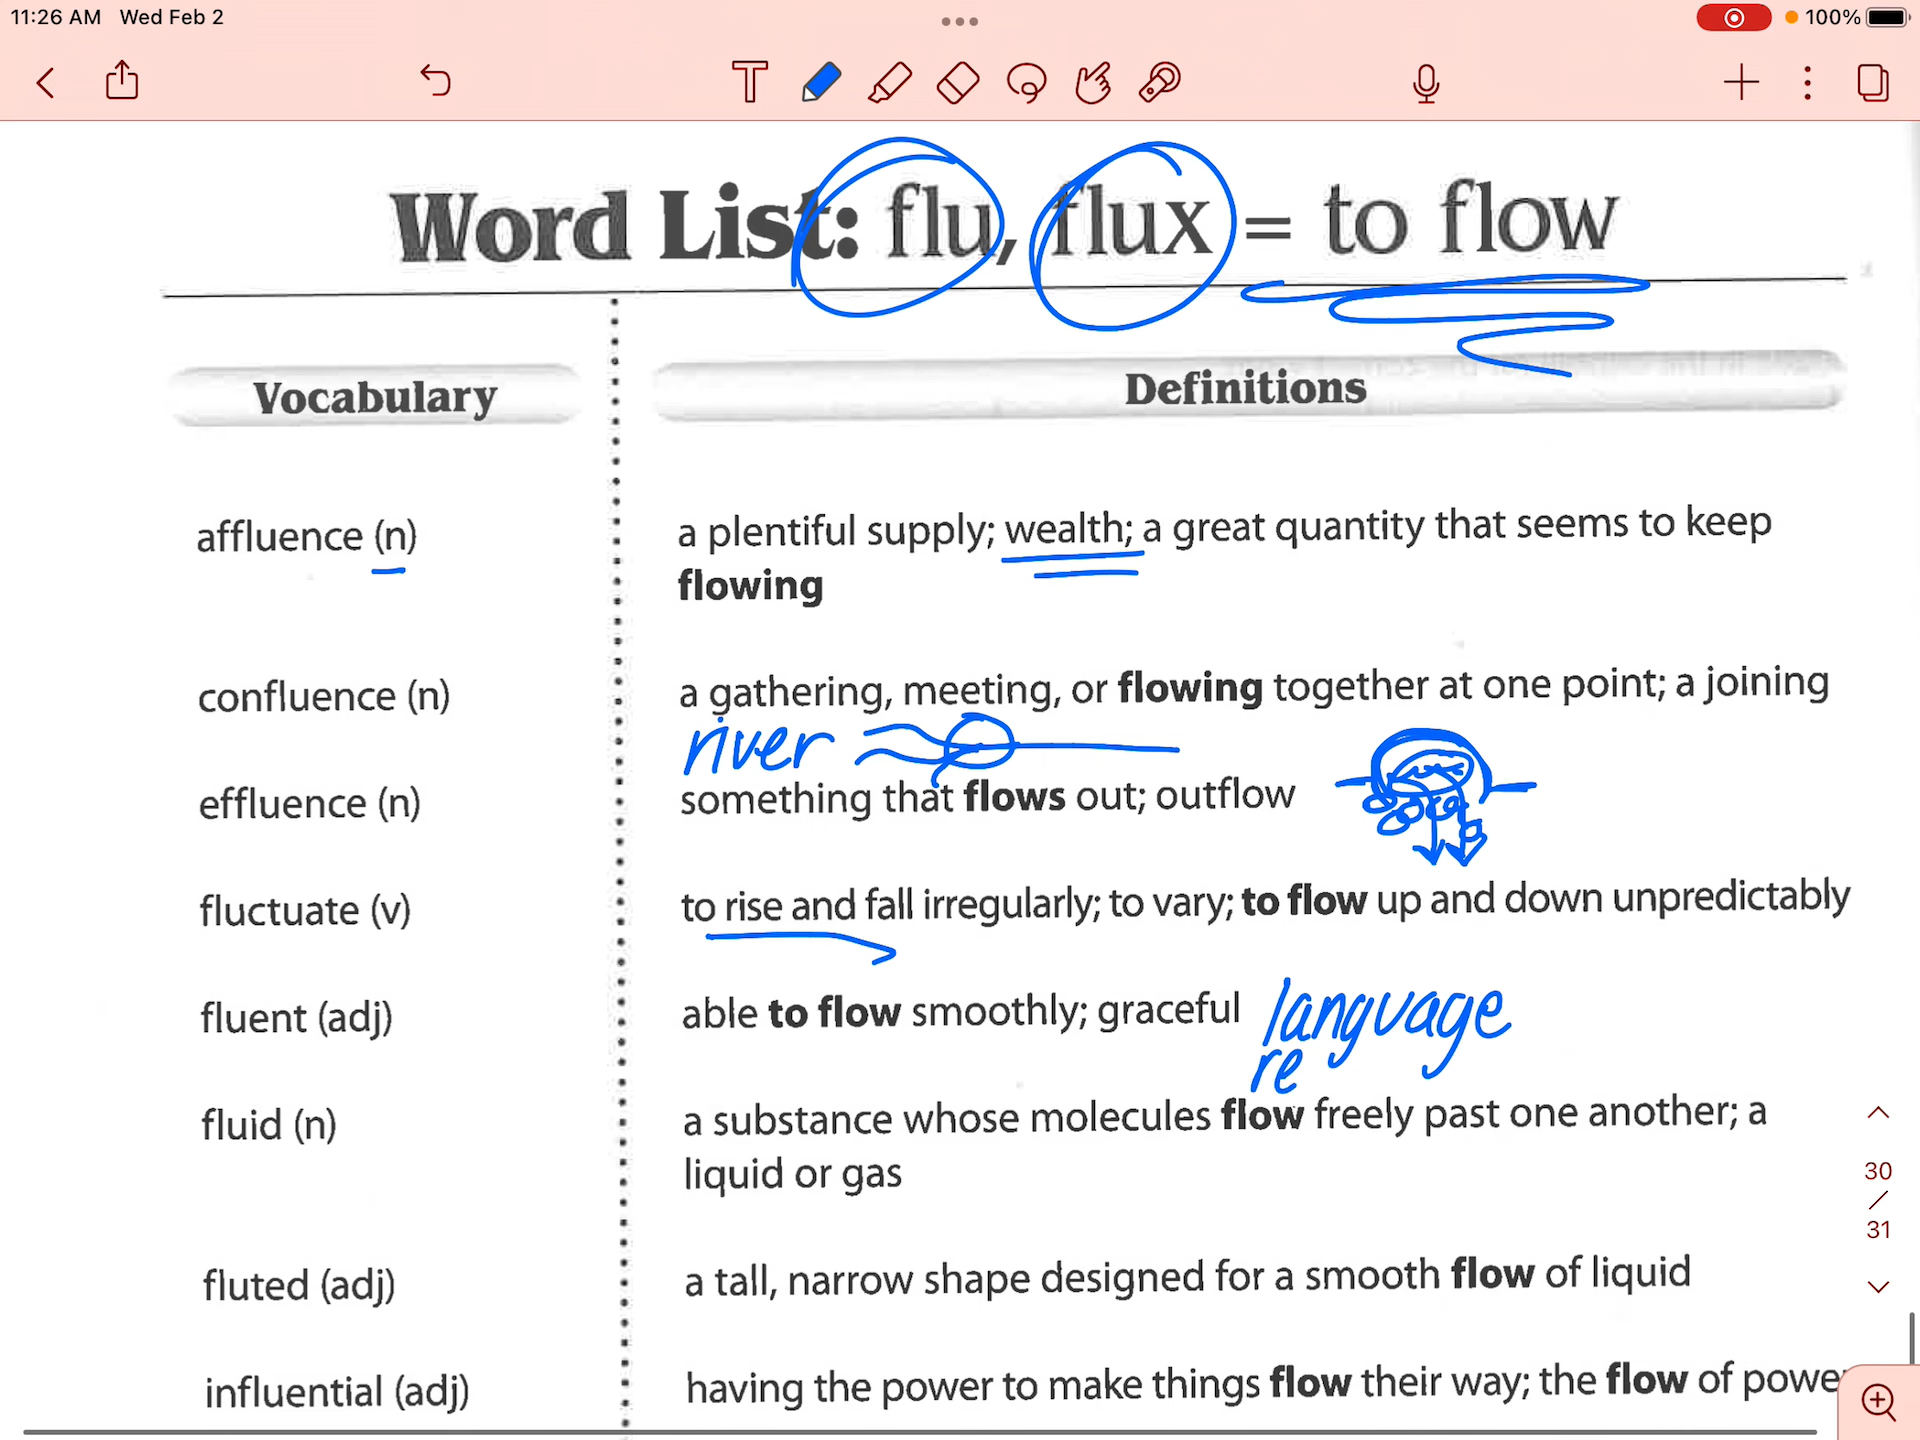 11:26 AM Wed Feb 2
100%
T
Word List: flu, flux = to flow
Vocabulary
Definitions
affluence (n)
a plentiful supply; wealth; a great quantity that seems to keep
flowing
confluence (n)
a gathering, meeting, or flowing together at one point; a joining
river
effluence (n)
something that flows out; outflow
fluctuate (v)
to rise and fall irregularly; to vary; to flow up and down unpredictably
fluent (adj)
able to flow smoothly; graceful
language
re
fluid (n)
a substance whose molecules flow freely past one another; a
liquid or gas
30
/
31
fluted (adj)
a tall, narrow shape designed for a smooth flow of liquid
influential (adj)
having the power to make things flow their way; the flow of powe